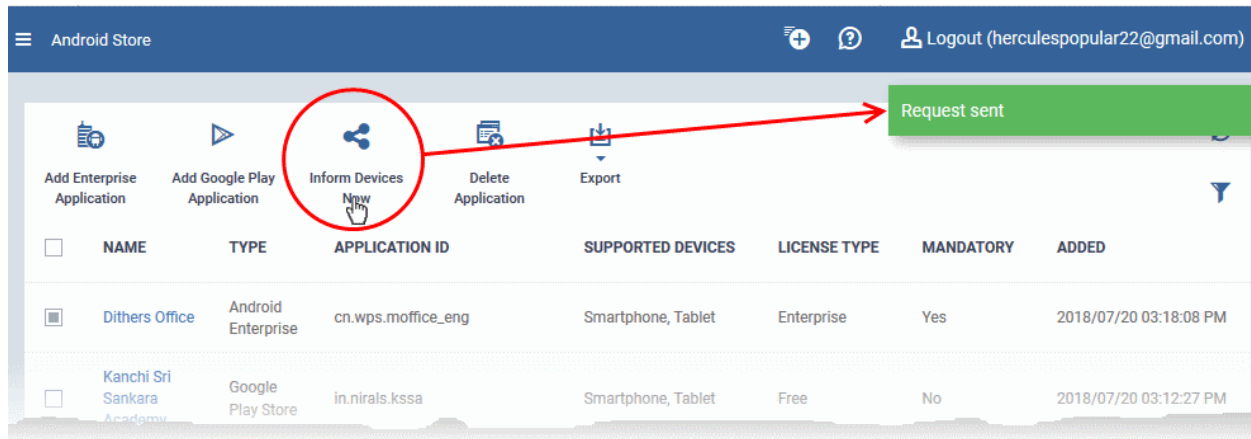 Android Store
Logout (herculespopular22@gmail.com)
Request sent
Add Enterprise Application
Add Google Play Application
Inform Devices Now
Delete Application
Export
NAME TYPE APPLICATION ID SUPPORTED DEVICES LICENSE TYPE MANDATORY ADDED
Dithers Office Android Enterprise cn.wps.moffice_eng Smartphone, Tablet Enterprise Yes 2018/07/20 03:18:08 PM
Kanchi Sri Sankara Academy Google Play Store in.nirals.kssa Smartphone, Tablet Free No 2018/07/20 03:12:27 PM